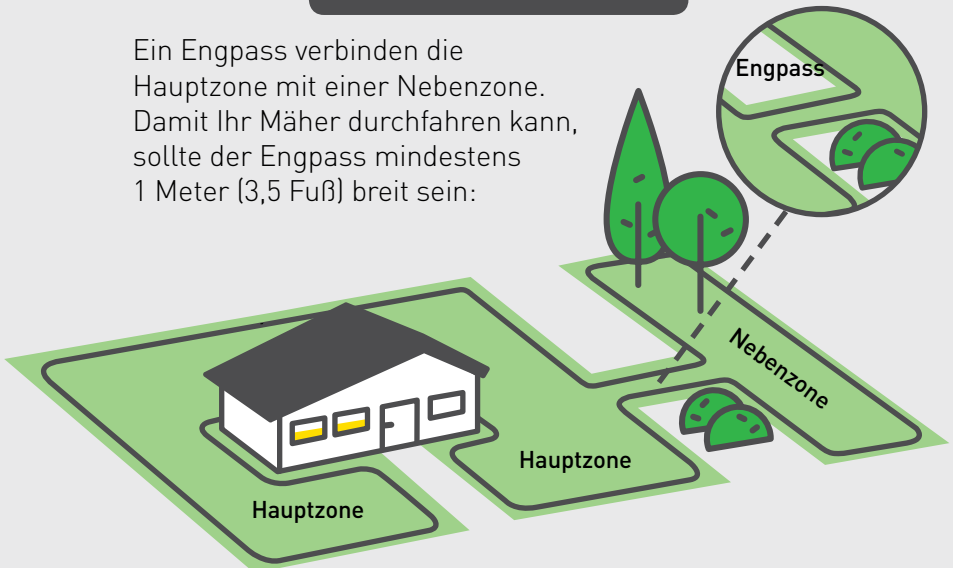 Ein Engpass verbinden die
Hauptzone mit einer Nebenzone.
Damit Ihr Mäher durchfahren kann,
sollte der Engpass mindestens
1 Meter (3,5 Fuß) breit sein:
Engpass
Nebenzone
Hauptzone
Hauptzone